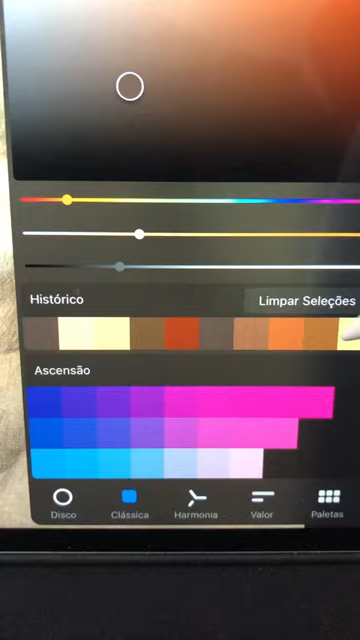 Histórico
Limpar Seleções
Ascensão
Disco
Clássica
Harmonia
Valor
Paletas